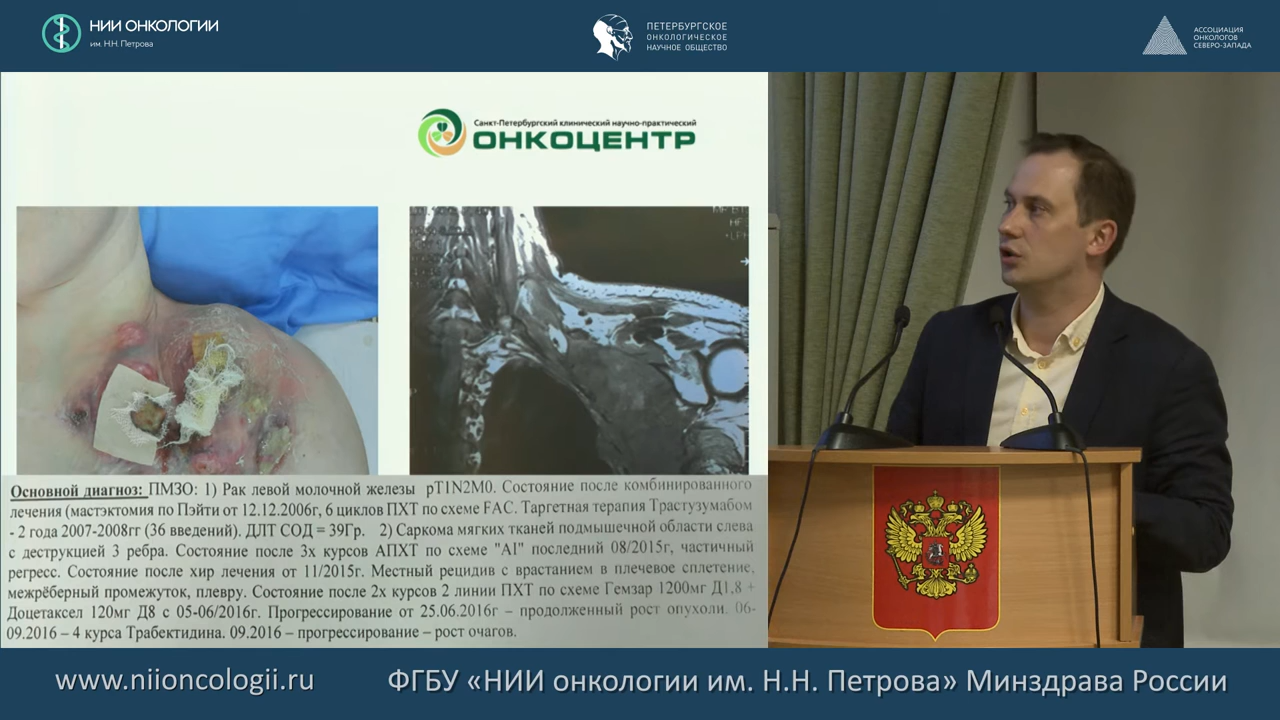 НИИ ОНКОЛОГИИ
им. Н.Н. Петрова
ПЕТЕРБУРГСКОЕ
ОНКОЛОГИЧЕСКОЕ
НАУЧНОЕ ОБЩЕСТВО
АССОЦИАЦИЯ
ОНКОЛОГОВ
СЕВЕРО-ЗАПАДА
Санкт-Петербургский клинический научно-практический
ОНКОЦЕНТР
Основной диагноз: ПМЗО: 1) Рак левой молочной железы pT1N2M0. Состояние после комбинированного
лечения (мастэктомия по Пэйти от 12.12.2006г, 6 циклов ПХТ по схеме FAC. Таргетная терапия Трастузумабом
- 2 года 2007-2008гг (36 введений). ДЛТ СОД = 39Гр. 2) Саркома мягких тканей подмышечной области слева
с деструкцией 3 ребра. Состояние после 3х курсов АПХТ по схеме "AI" последний 08/2015г, частичный
регресс. Состояние после хир лечения от 11/2015г. Местный рецидив с врастанием в плечевое сплетение,
межрёберный промежуток, плевру. Состояние после 2х курсов 2 линии ПХТ по схеме Гемзар 1200мг Д1,8 +
Доцетаксел 120мг Д8 с 05-06/2016г. Прогрессирование от 25.06.2016г – продолженный рост опухоли. 06-
09.2016 – 4 курса Трабектидина. 09.2016 – прогрессирование – рост очагов.
www.niioncologii.ru
ФГБУ «НИИ онкологии им. Н.Н. Петрова» Минздрава России